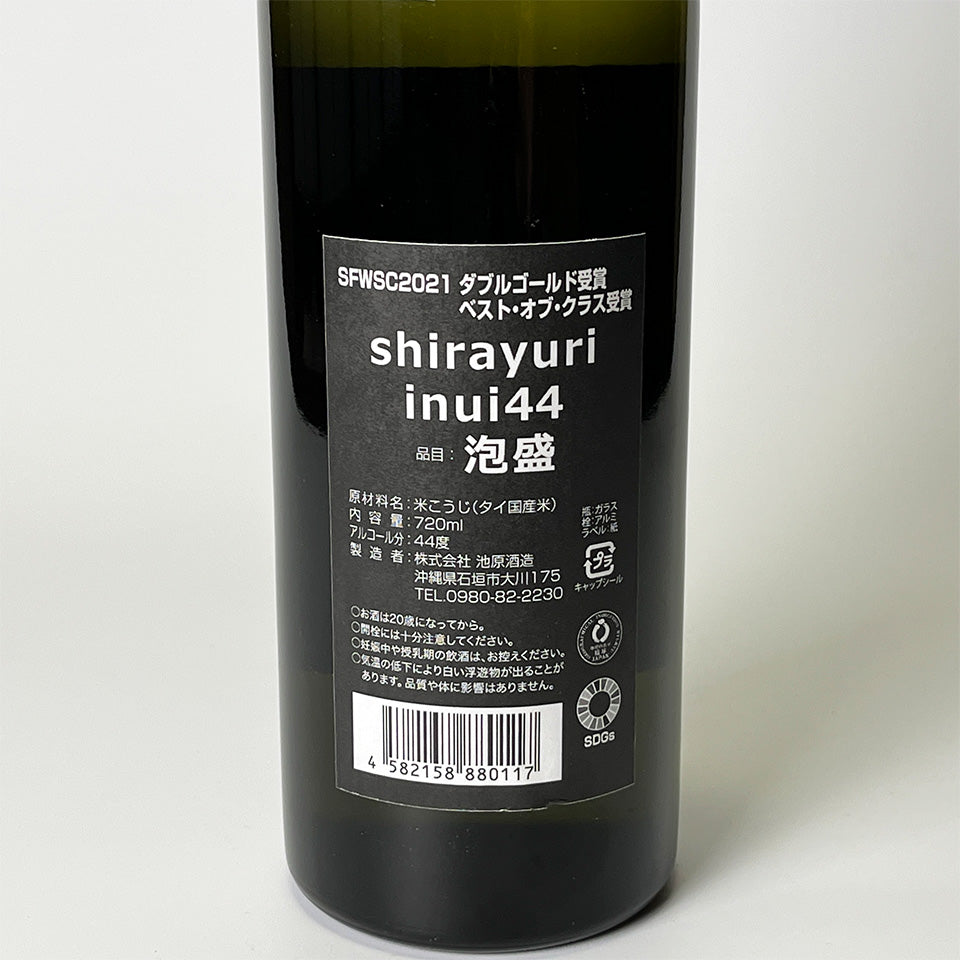 SFWSC2021 ダブルゴールド受賞
ベスト・オブ・クラス受賞
shirayuri
inui44
品目：泡盛
原材料名：米こうじ(タイ国産米)
内容量：720ml
アルコール分：44度
製造者：株式会社 池原酒造
沖縄県石垣市大川175
TEL.0980-82-2230
瓶:ガラス
栓:アルミ
ラベル:紙
プラ
キャップシール
○お酒は20歳になってから。
○開栓には十分注意してください。
○妊娠中や授乳期の飲酒は、お控えください。
○気温の低下により白い浮遊物が出ることが
あります。品質や体に影響はありません。
GEOGRAPHICAL INDICATION
琉球
JAPAN
SDGs
4 582158 880117